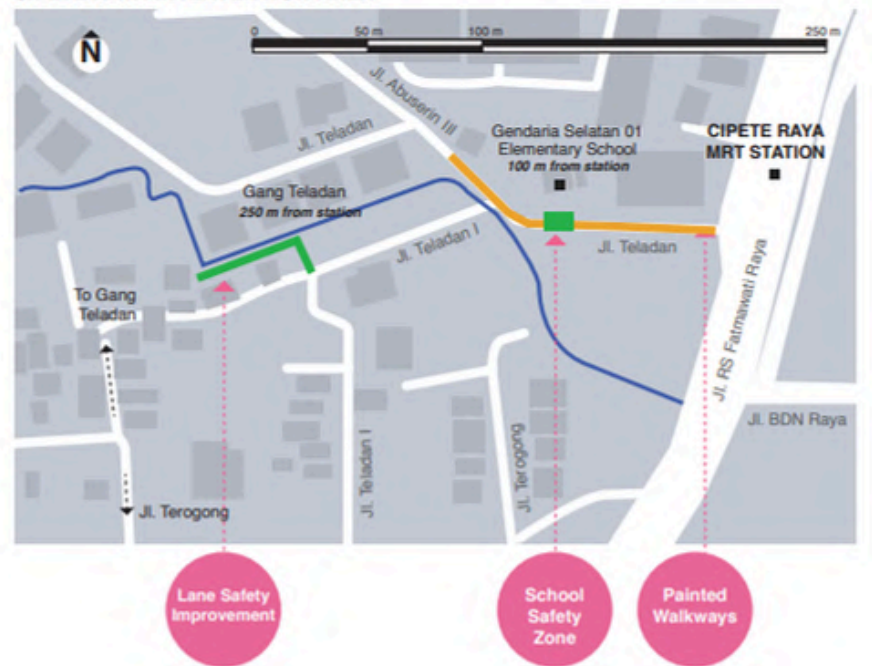 N
0
50 m
100 m
250 m
Jl. Abuserin III
Jl. Teladan
Gendaria Selatan 01
Elementary School
100 m from station
CIPETE RAYA
MRT STATION
Gang Teladan
250 m from station
Jl. Teladan I
Jl. Teladan
To Gang
Teladan
Jl. RS Fatmawati Raya
Jl. BDN Raya
Jl. Terogong
Jl. Teladan I
Jl. Terogong
Lane Safety
Improvement
School
Safety
Zone
Painted
Walkways